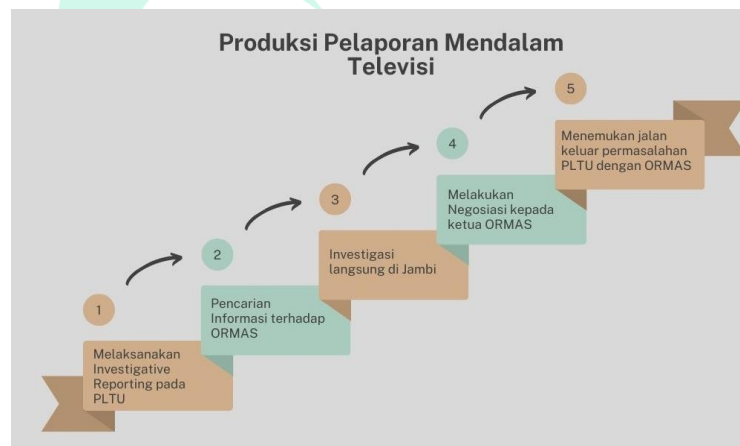 Produksi Pelaporan Mendalam
Televisi
1
Melaksanakan
Investigative
Reporting pada
PLTU
2
Pencarian
Informasi terhadap
ORMAS
3
Investigasi
langsung di Jambi
4
Melakukan
Negosiasi kepada
ketua ORMAS
5
Menemukan jalan
keluar permasalahan
PLTU dengan ORMAS